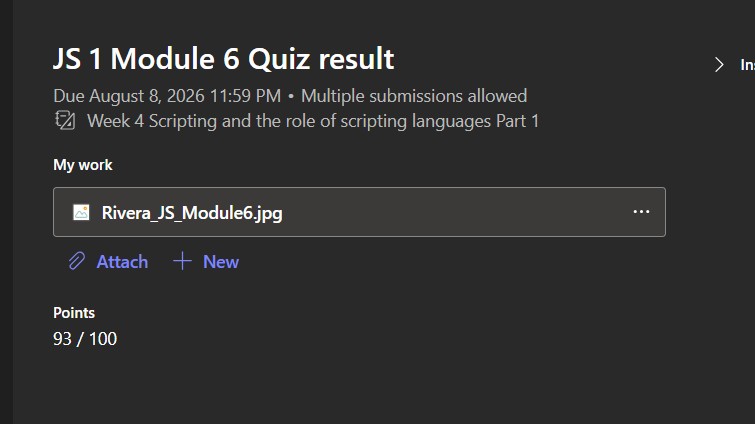 JS 1 Module 6 Quiz result
Due August 8, 2026 11:59 PM • Multiple submissions allowed
Week 4 Scripting and the role of scripting languages Part 1
My work
Rivera_JS_Module6.jpg
Attach
New
Points
93 / 100